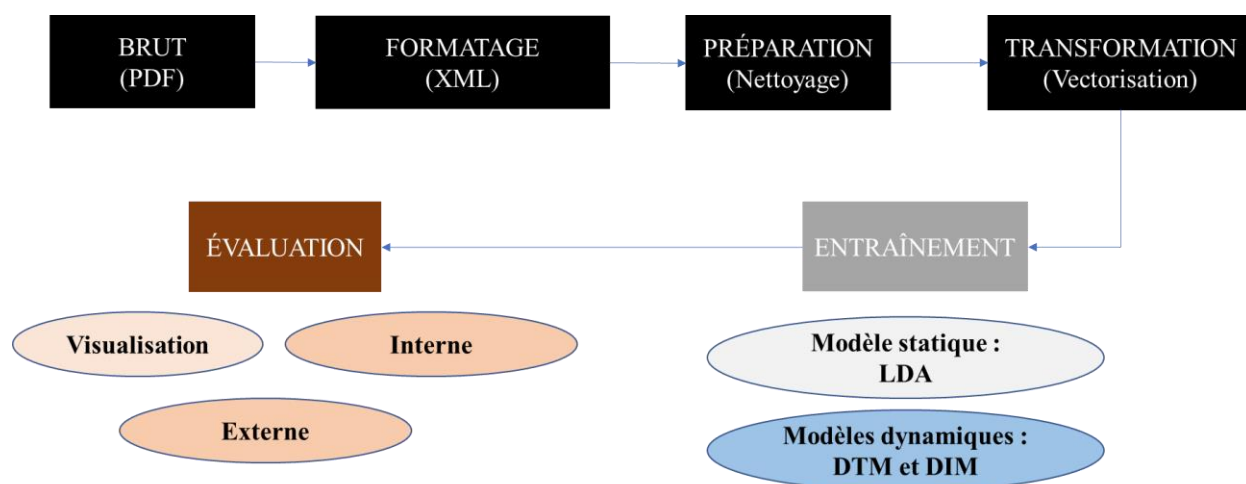 BRUT
(PDF)
FORMATAGE
(XML)
PRÉPARATION
(Nettoyage)
TRANSFORMATION
(Vectorisation)
ÉVALUATION
ENTRAÎNEMENT
Visualisation
Interne
Externe
Modèle statique :
LDA
Modèles dynamiques :
DTM et DIM